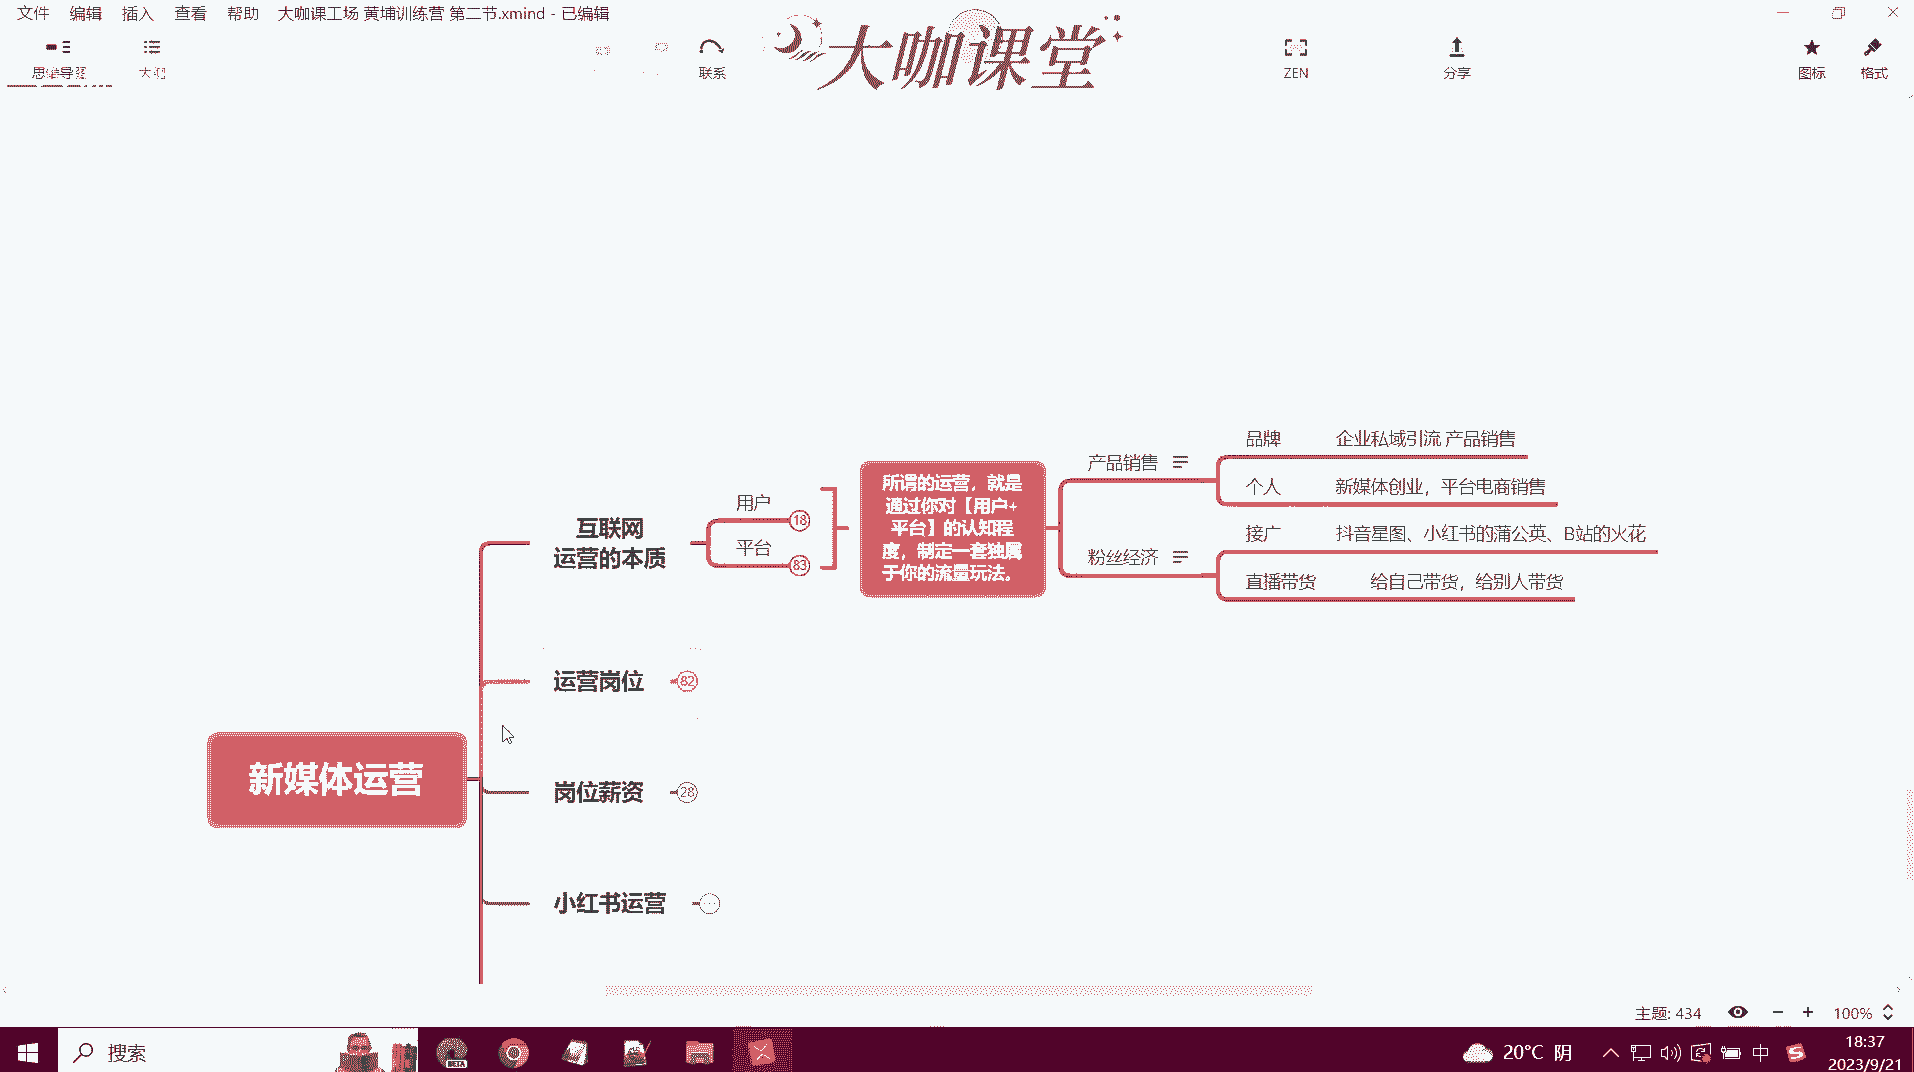 文件 编辑 插入 查看 帮助 大咖课工场 黄埔训练营 第二节.xmind - 已编辑
思维导图
联系
大咖课堂
ZEN
分享
图标
格式
品牌 企业私域引流 产品销售
产品销售
个人 新媒体创业，平台电商销售
所谓的运营，就是
通过你对【用户+
平台】的认知程
度，制定一套独属
于你的流量玩法。
用户
18
平台
83
互联网
运营的本质
接广 抖音星图、小红书的蒲公英、B站的火花
粉丝经济
直播带货 给自己带货，给别人带货
运营岗位
82
新媒体运营
岗位薪资
28
小红书运营
主题: 434
100%
搜索
BETA
20°C 阴
中
18:37
2023/9/21